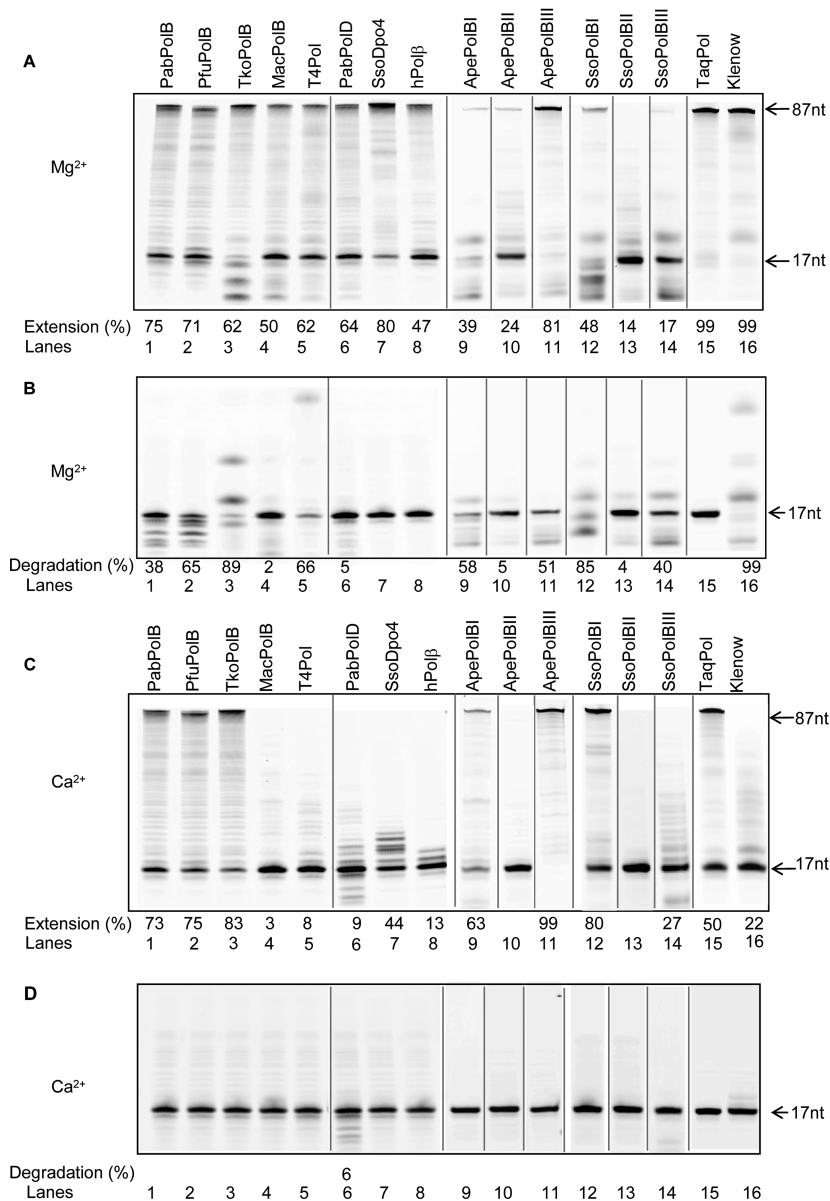 A
PabPolB PfuPolB TkoPolB MacPolB T4Pol PabPolD SsoDpo4 hPolβ ApePolBI ApePolBII ApePolBIII SsoPolBI SsoPolBII SsoPolBIII TaqPol Klenow
87nt
Mg2+
17nt
Extension (%) 75 71 62 50 62 64 80 47 39 24 81 48 14 17 99 99
Lanes 1 2 3 4 5 6 7 8 9 10 11 12 13 14 15 16
B
Mg2+
17nt
Degradation (%) 38 65 89 2 66 5 58 5 51 85 4 40 99
Lanes 1 2 3 4 5 6 7 8 9 10 11 12 13 14 15 16
C
PabPolB PfuPolB TkoPolB MacPolB T4Pol PabPolD SsoDpo4 hPolβ ApePolBI ApePolBII ApePolBIII SsoPolBI SsoPolBII SsoPolBIII TaqPol Klenow
87nt
Ca2+
17nt
Extension (%) 73 75 83 3 8 9 44 13 63 99 80 27 50 22
Lanes 1 2 3 4 5 6 7 8 9 10 11 12 13 14 15 16
D
Ca2+
17nt
Degradation (%) 6
Lanes 1 2 3 4 5 6 7 8 9 10 11 12 13 14 15 16